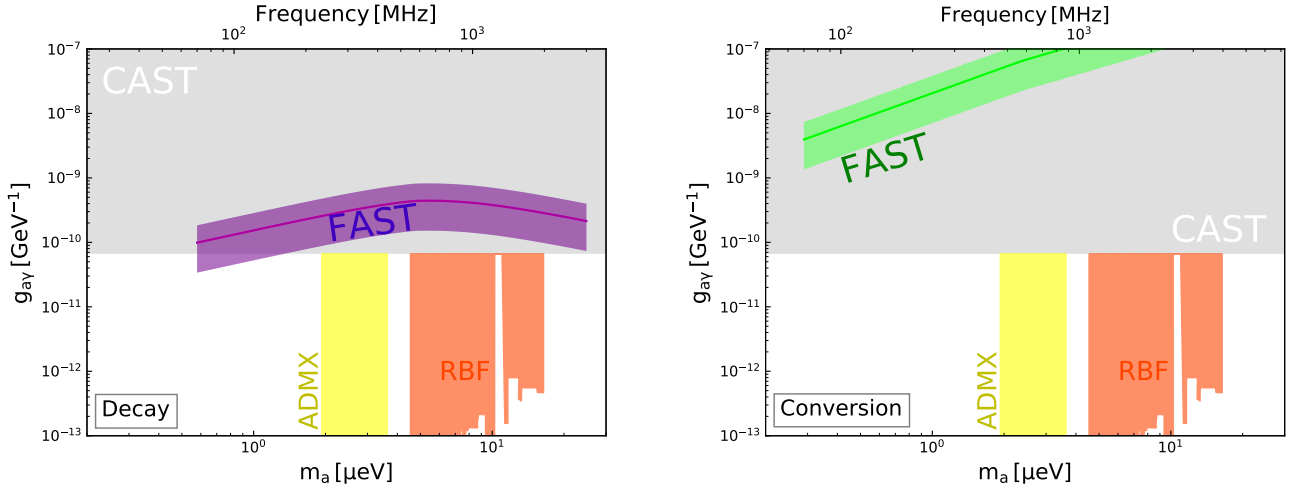 Frequency [MHz]
10² 10³
10⁻⁷
10⁻⁸
10⁻⁹
10⁻¹⁰
10⁻¹¹
10⁻¹²
10⁻¹³
g_aγ [GeV⁻¹]
CAST
FAST
ADMX
RBF
Decay
10⁰ 10¹
m_a [μeV]
Frequency [MHz]
10² 10³
10⁻⁷
10⁻⁸
10⁻⁹
10⁻¹⁰
10⁻¹¹
10⁻¹²
10⁻¹³
g_aγ [GeV⁻¹]
FAST
CAST
ADMX
RBF
Conversion
10⁰ 10¹
m_a [μeV]